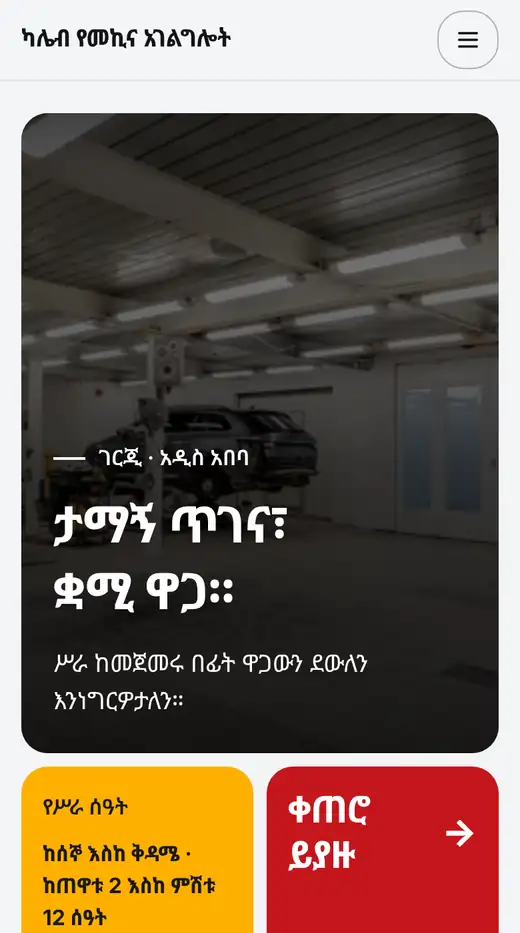 ካሌብ የመኪና አገልግሎት
ገርጂ · አዲስ አበባ
ታማኝ ጥገና፣
ቋሚ ዋጋ።
ሥራ ከመጀመሩ በፊት ዋጋውን ደውለን
እንነግርዎታለን።
የሥራ ሰዓት
ከሰኞ እስከ ቅዳሜ ·
ከጠዋቱ 2 እስከ ምሽቱ
12 ሰዓት
ቀጠሮ
ይያዙ